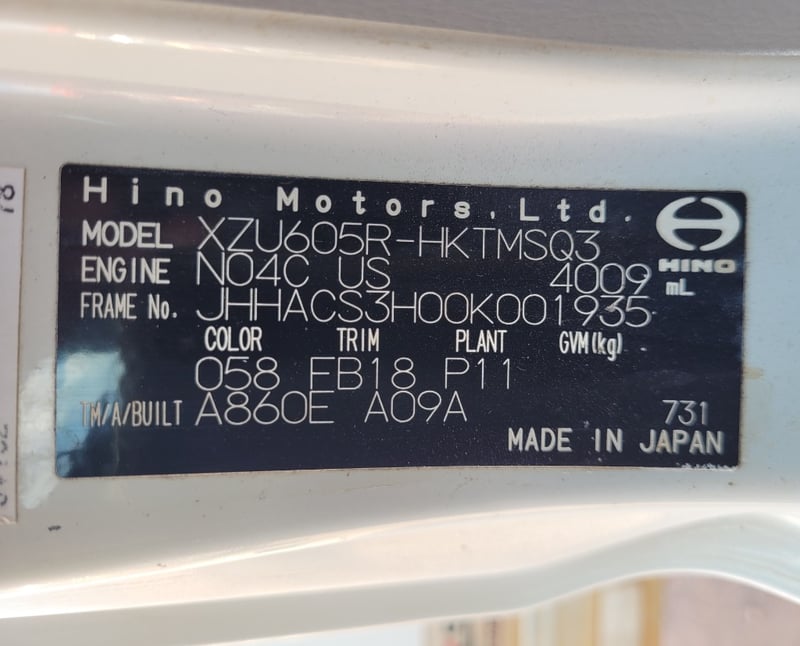 Hino Motors, Ltd.
MODEL XZU605R-HKTMSQ3
HINO
ENGINE N04C US 4009 mL
FRAME No. JHHACS3H00K001935
COLOR TRIM PLANT GVM(kg)
058 FB18 P11
TM/A/BUILT A860E A09A 731
MADE IN JAPAN